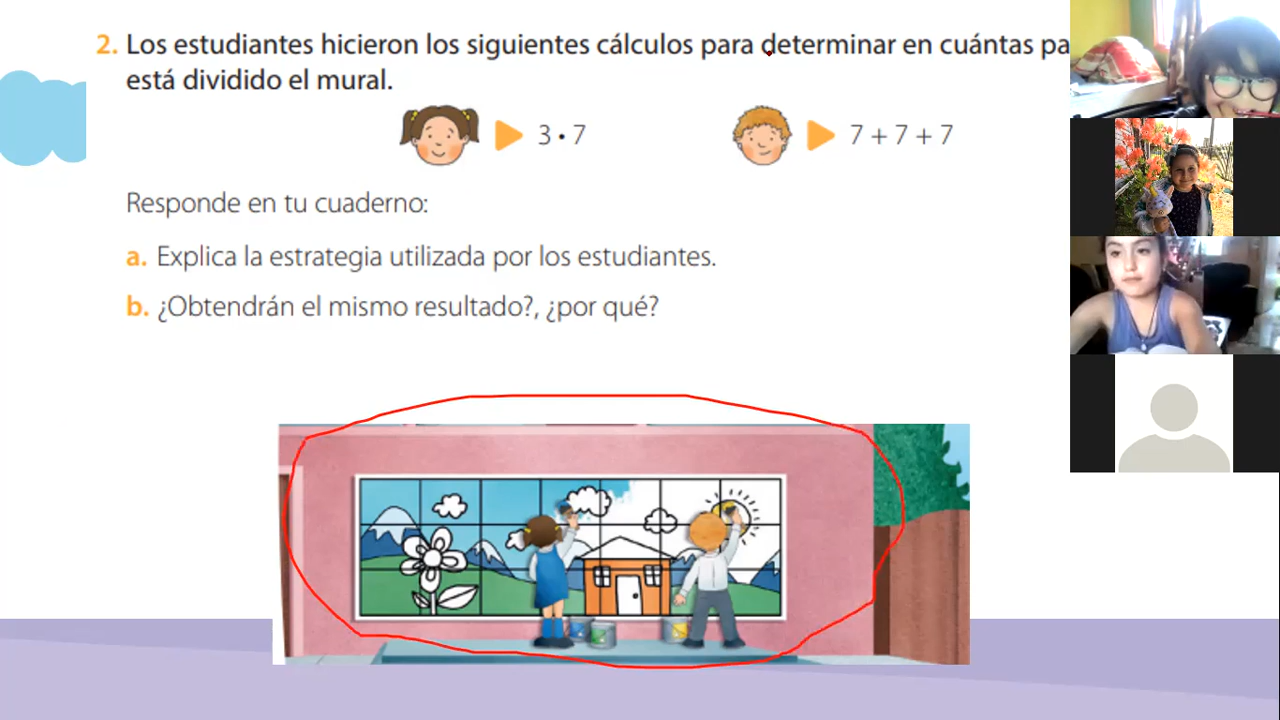 2. Los estudiantes hicieron los siguientes cálculos para determinar en cuántas
está dividido el mural.
3 • 7
7 + 7 + 7
Responde en tu cuaderno:
a. Explica la estrategia utilizada por los estudiantes.
b. ¿Obtendrán el mismo resultado?, ¿por qué?